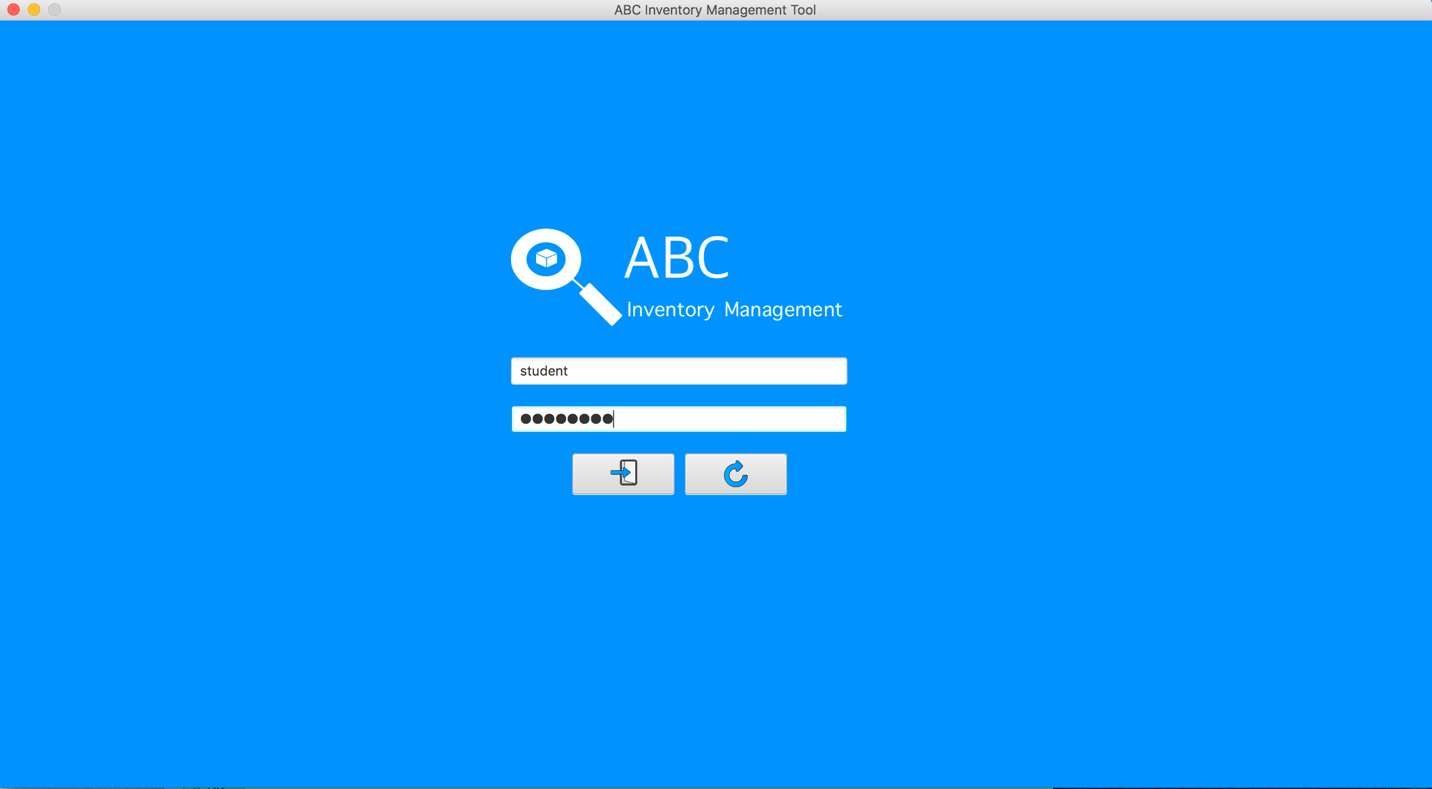 ABC Inventory Management Tool
ABC
Inventory Management
student
●●●●●●●●